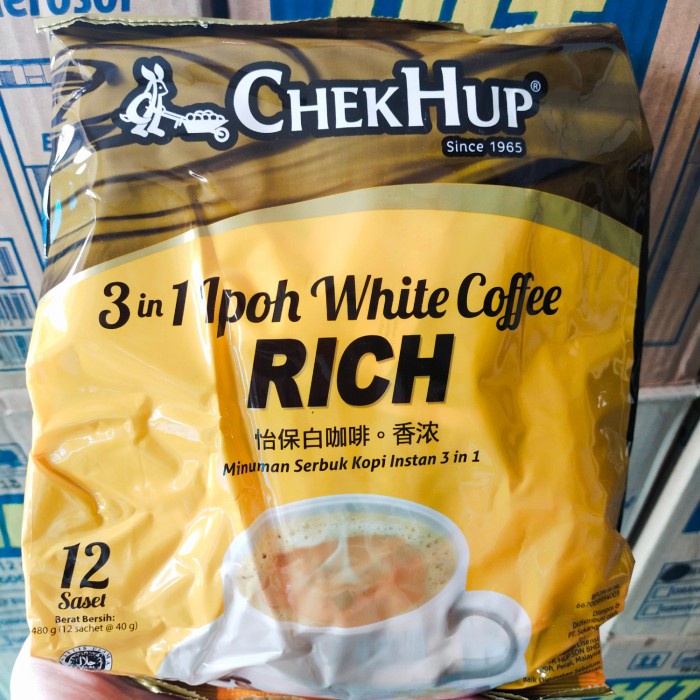 CHEKHUP®
Since 1965
3 in 1 Ipoh White Coffee
RICH
怡保白咖啡。香浓
Minuman Serbuk Kopi Instan 3 in 1
12
Saset
Berat Bersih:
480 g (12 sachet @ 40 g)